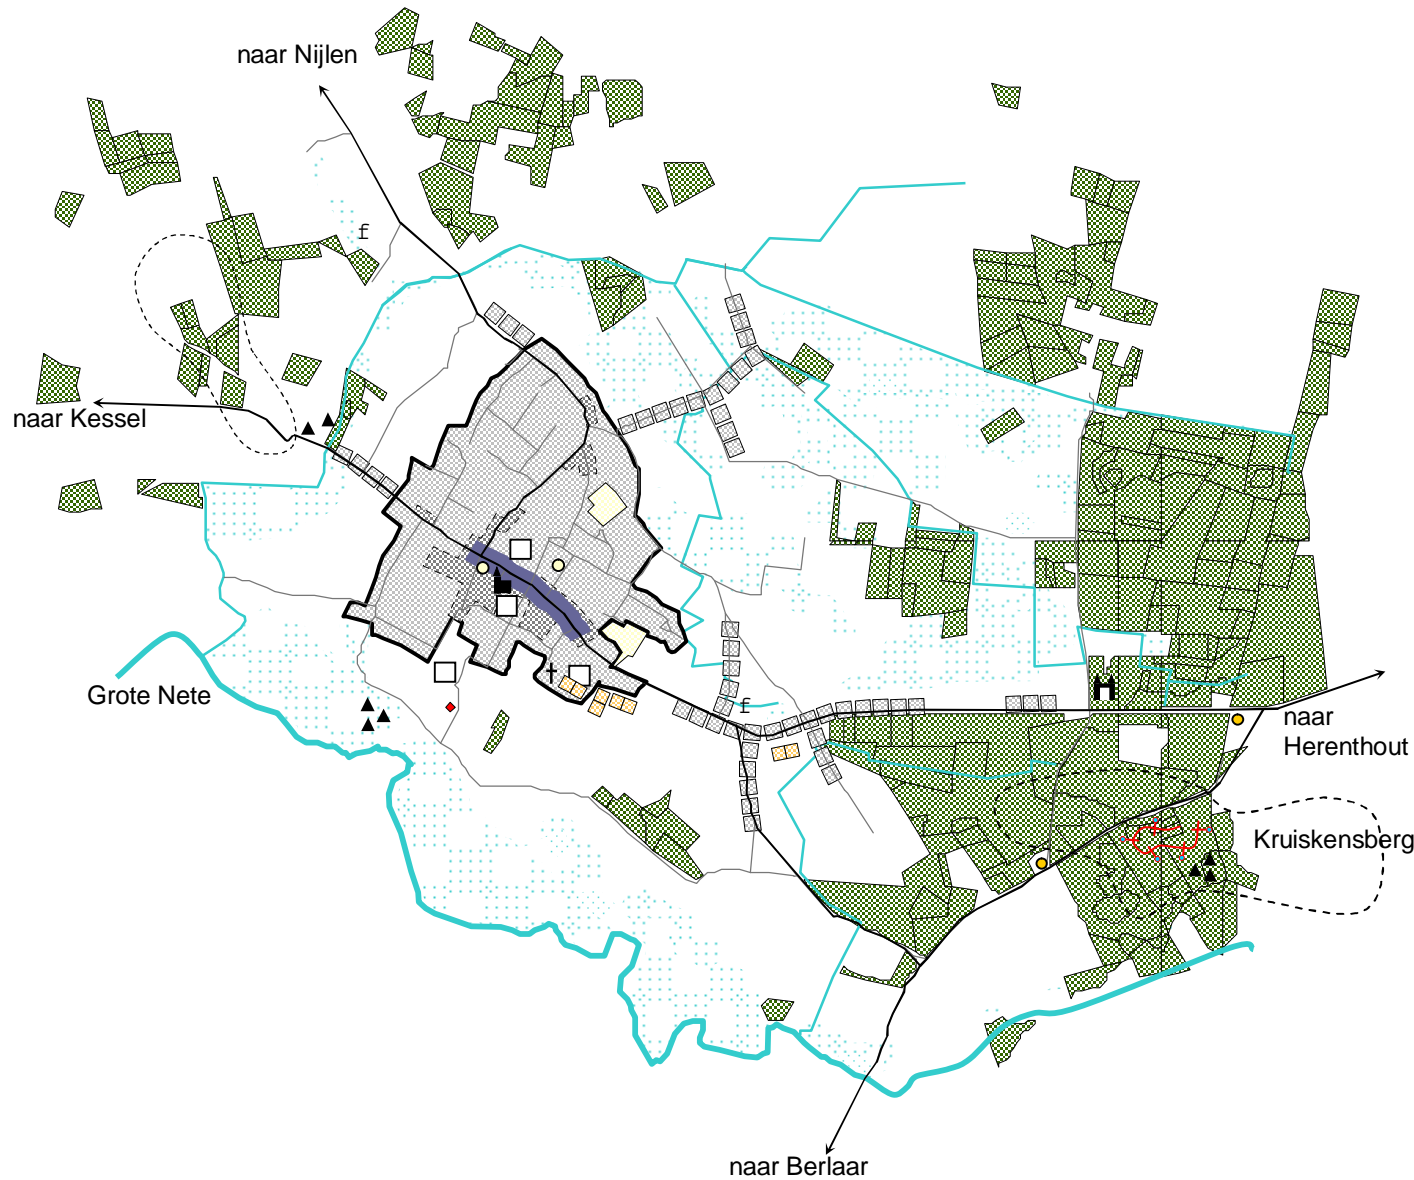 naar Nijlen
f
naar Kessel
Grote Nete
f
naar
Herenthout
Kruiskensberg
naar Berlaar